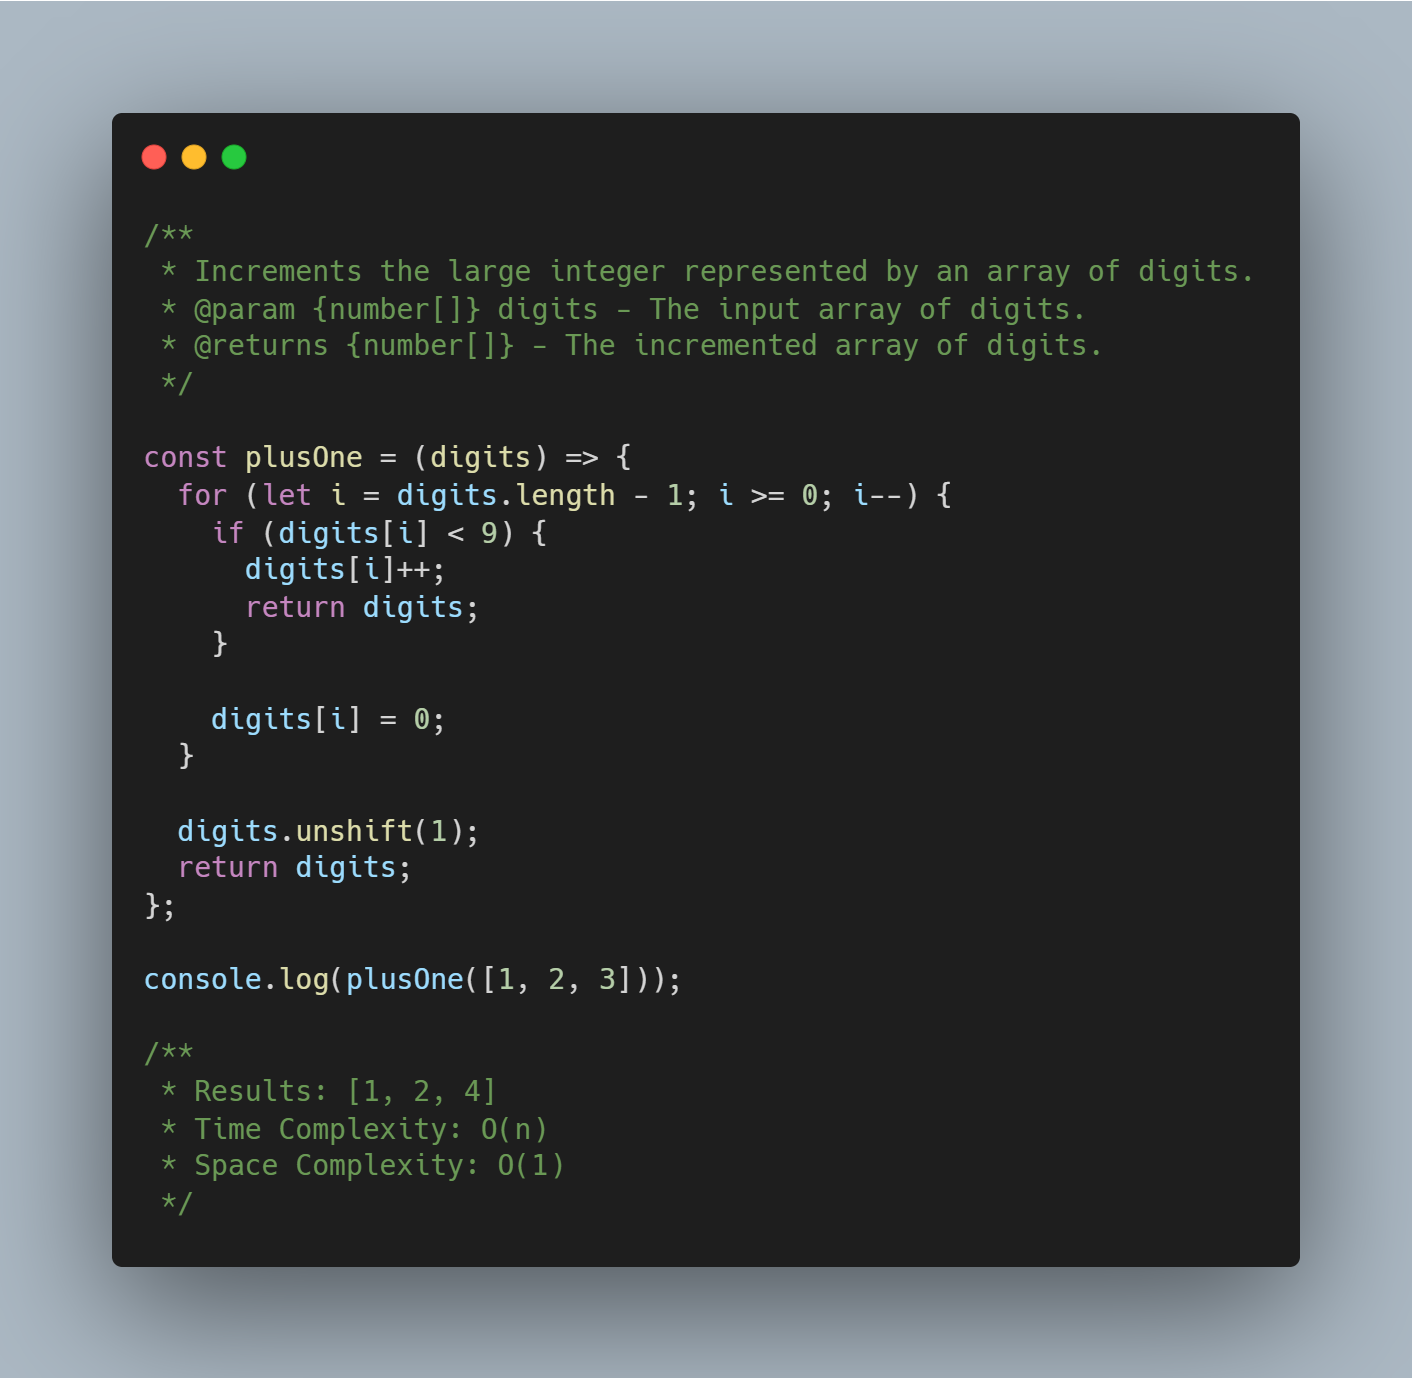 /**
 * Increments the large integer represented by an array of digits.
 * @param {number[]} digits - The input array of digits.
 * @returns {number[]} - The incremented array of digits.
 */

const plusOne = (digits) => {
  for (let i = digits.length - 1; i >= 0; i--) {
    if (digits[i] < 9) {
      digits[i]++;
      return digits;
    }

    digits[i] = 0;
  }

  digits.unshift(1);
  return digits;
};

console.log(plusOne([1, 2, 3]));

/**
 * Results: [1, 2, 4]
 * Time Complexity: O(n)
 * Space Complexity: O(1)
 */